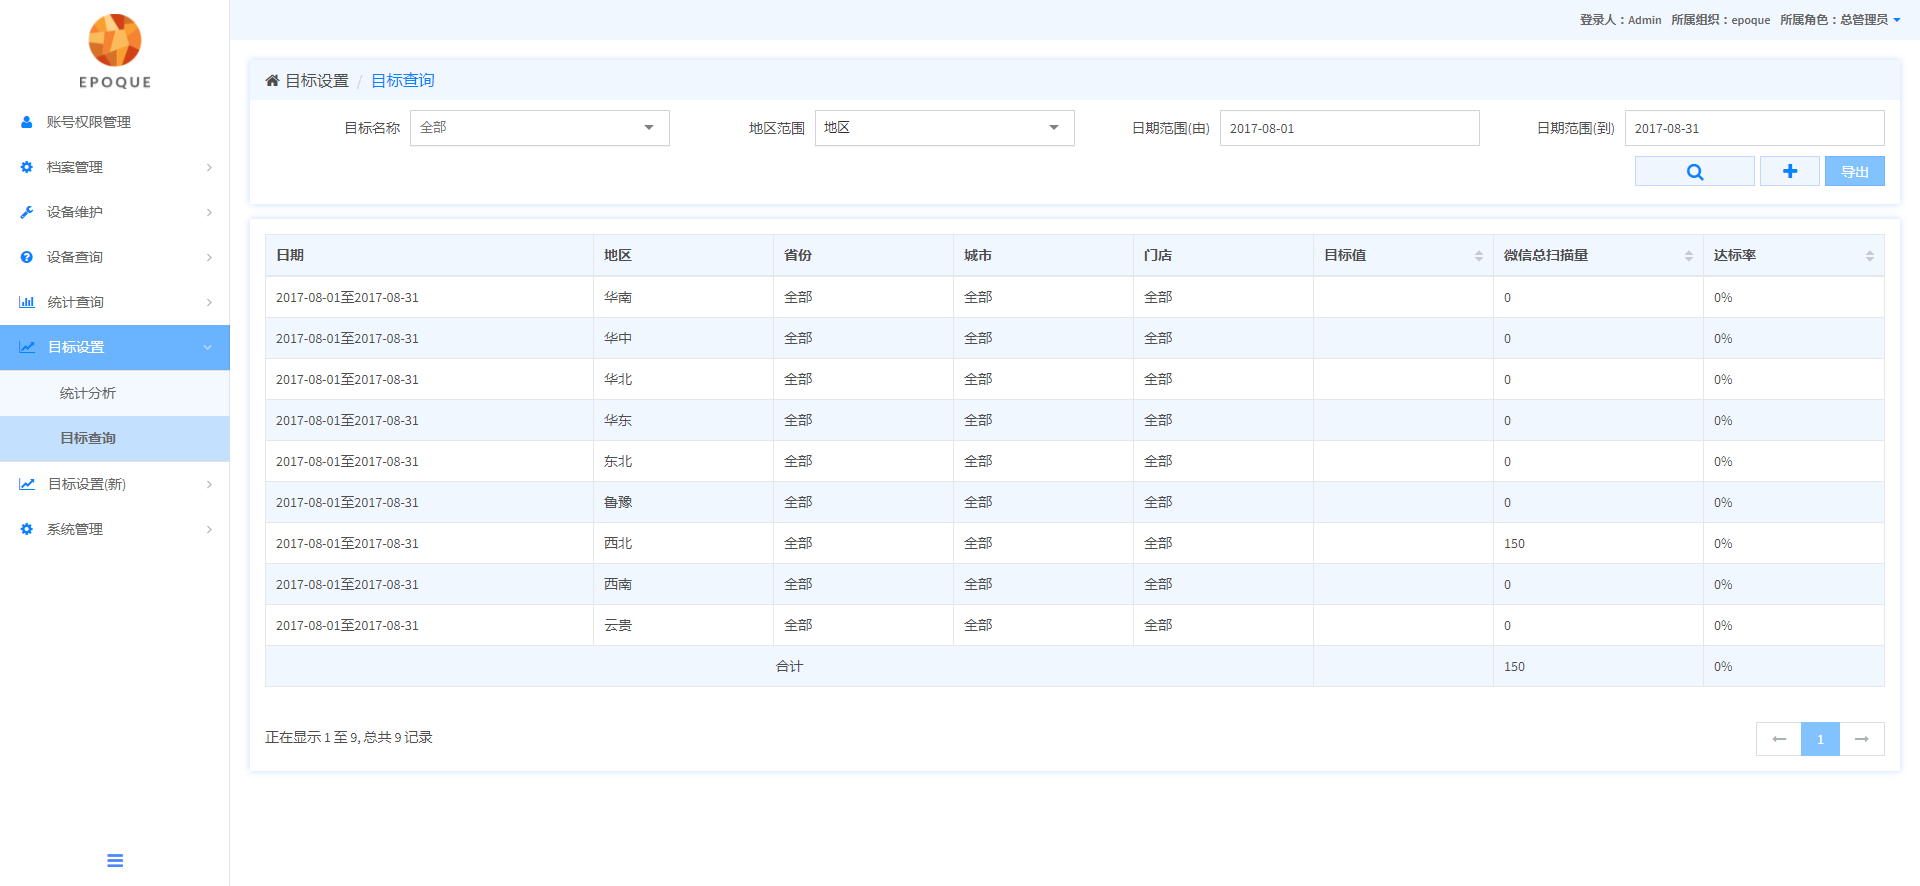 EPOQUE
登录人：Admin 所属组织：epoque 所属角色：总管理员
账号权限管理
档案管理
设备维护
设备查询
统计查询
目标设置
统计分析
目标查询
目标设置(新)
系统管理
目标设置 / 目标查询
目标名称 全部 地区范围 地区 日期范围(由) 2017-08-01 日期范围(到) 2017-08-31
导出
日期 地区 省份 城市 门店 目标值 微信总扫描量 达标率
2017-08-01至2017-08-31 华南 全部 全部 全部 0 0%
2017-08-01至2017-08-31 华中 全部 全部 全部 0 0%
2017-08-01至2017-08-31 华北 全部 全部 全部 0 0%
2017-08-01至2017-08-31 华东 全部 全部 全部 0 0%
2017-08-01至2017-08-31 东北 全部 全部 全部 0 0%
2017-08-01至2017-08-31 鲁豫 全部 全部 全部 0 0%
2017-08-01至2017-08-31 西北 全部 全部 全部 150 0%
2017-08-01至2017-08-31 西南 全部 全部 全部 0 0%
2017-08-01至2017-08-31 云贵 全部 全部 全部 0 0%
合计 150 0%
正在显示 1 至 9, 总共 9 记录
← 1 →